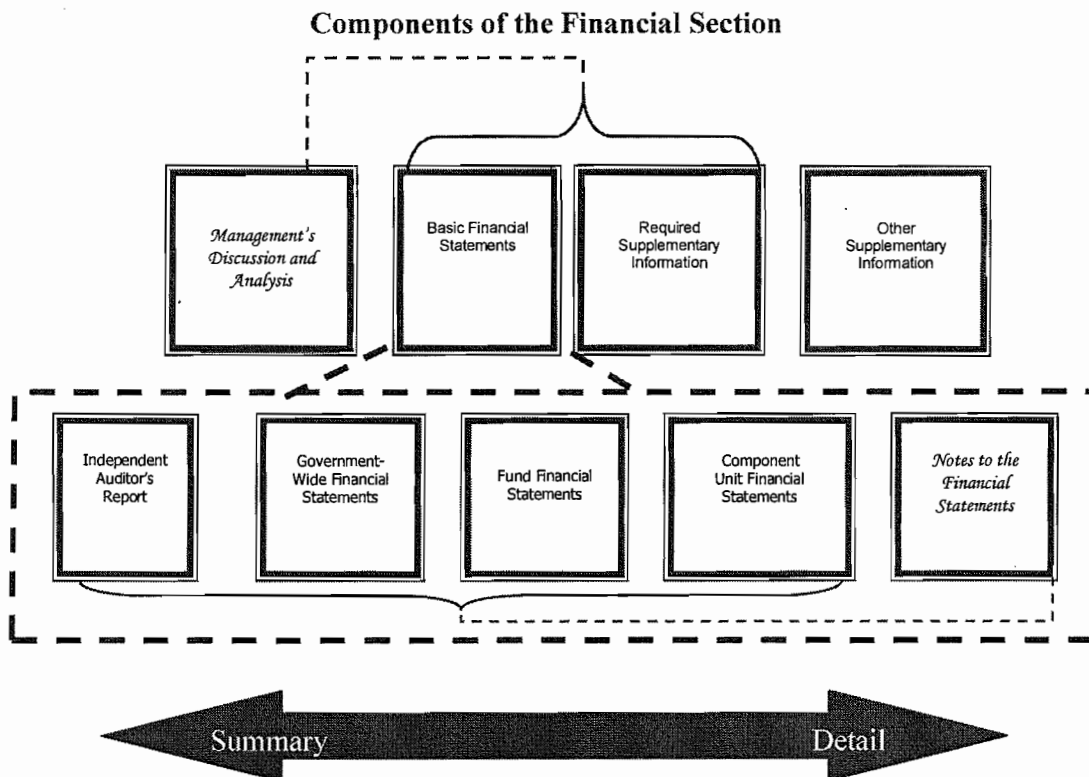 Components of the Financial Section
Management's
Discussion and
Analysis
Basic Financial
Statements
Required
Supplementary
Information
Other
Supplementary
Information
Independent
Auditor's
Report
Government-
Wide Financial
Statements
Fund Financial
Statements
Component
Unit Financial
Statements
Notes to the
Financial
Statements
Summary
Detail